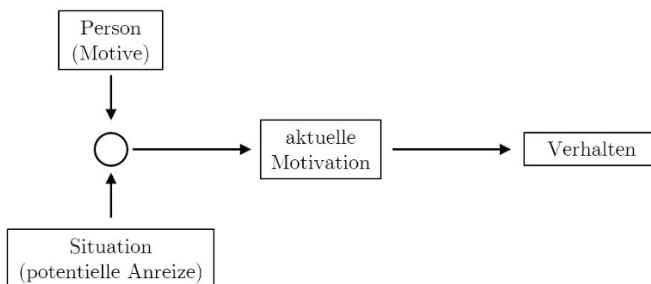 Person
(Motive)
aktuelle
Motivation
Verhalten
Situation
(potentielle Anreize)